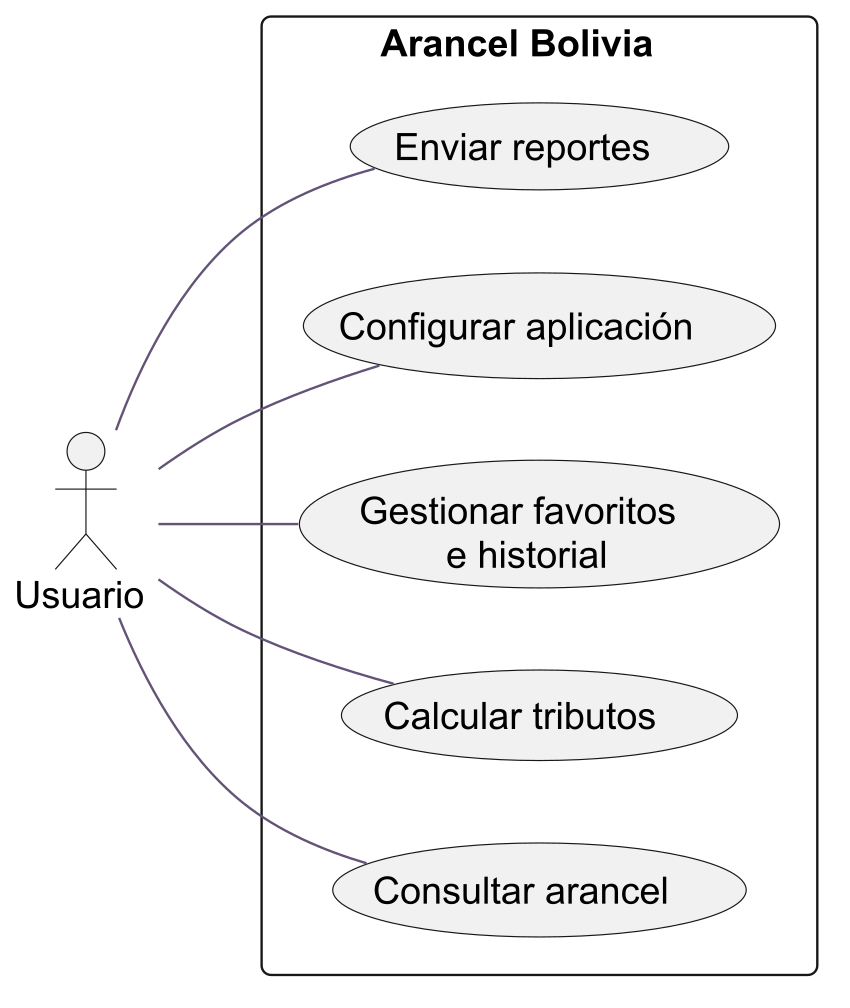 Arancel Bolivia
Enviar reportes
Configurar aplicación
Gestionar favoritos
e historial
Usuario
Calcular tributos
Consultar arancel